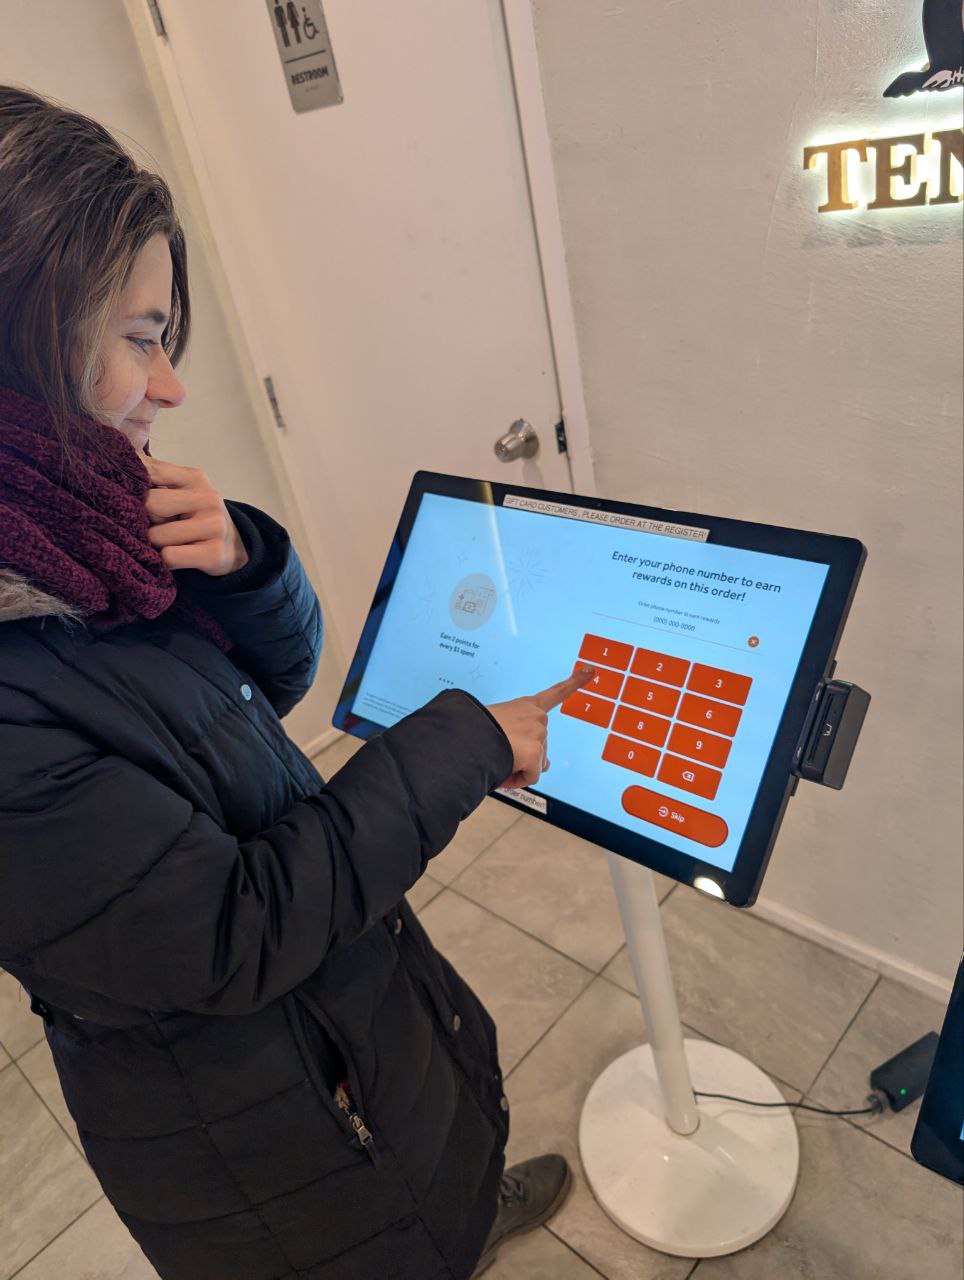 RESTROOM
TEN
GIFT CARD CUSTOMERS, PLEASE ORDER AT THE REGISTER!
Enter your phone number to earn
rewards on this order!
Enter phone number to earn rewards
(000) 000-0000
Earn 2 points for
every $1 spent
1 2 3
4 5 6
7 8 9
0
Skip
order number"